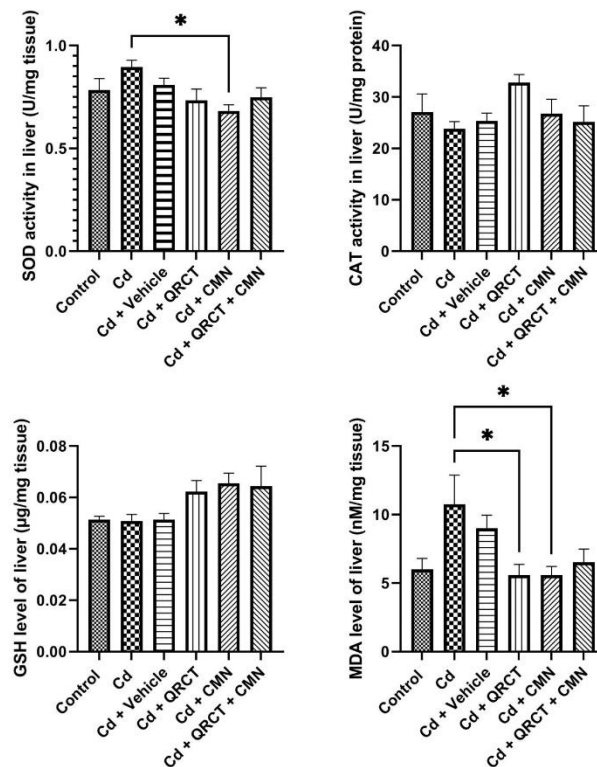 *
SOD activity in liver (U/mg tissue)
1.0
0.5
0.0
Control
Cd
Cd + Vehicle
Cd + QRCT
Cd + CMN
Cd + QRCT + CMN
CAT activity in liver (U/mg protein)
40
30
20
10
0
Control
Cd
Cd + Vehicle
Cd + QRCT
Cd + CMN
Cd + QRCT + CMN
GSH level of liver (µg/mg tissue)
0.08
0.06
0.04
0.02
0.00
Control
Cd
Cd + Vehicle
Cd + QRCT
Cd + CMN
Cd + QRCT + CMN
*
*
MDA level of liver (nM/mg tissue)
15
10
5
0
Control
Cd
Cd + Vehicle
Cd + QRCT
Cd + CMN
Cd + QRCT + CMN